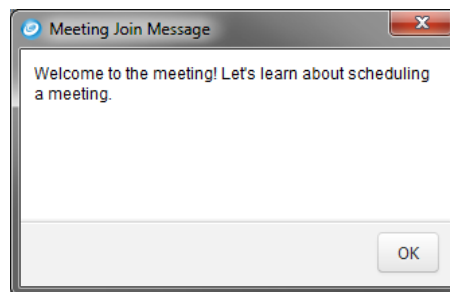 Meeting Join Message
Welcome to the meeting! Let's learn about scheduling
a meeting.
OK